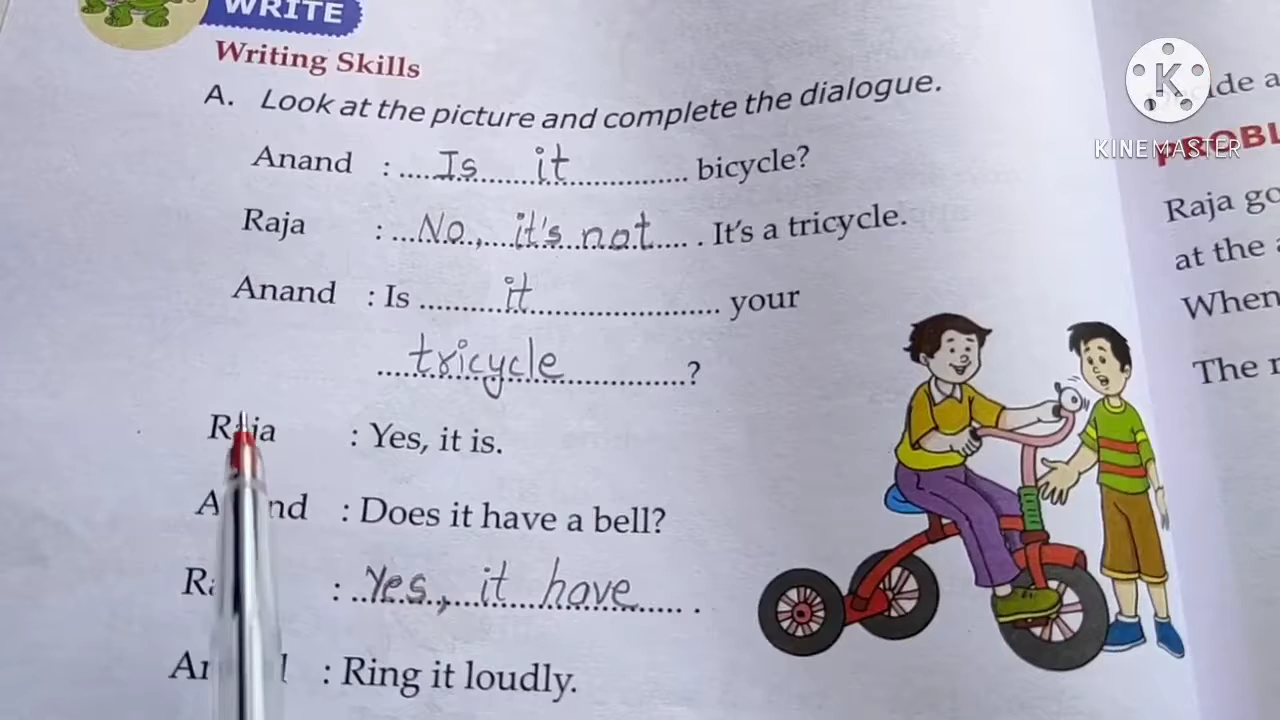 WRITE
Writing Skills
A. Look at the picture and complete the dialogue.
Anand : Is it bicycle?
Raja : No, it's not. It's a tricycle.
Anand : Is it your
tricycle?
Raja : Yes, it is.
: Does it have a bell?
: Yes, it have.
: Ring it loudly.
K
KINEMASTER
Raja
at the
When
The